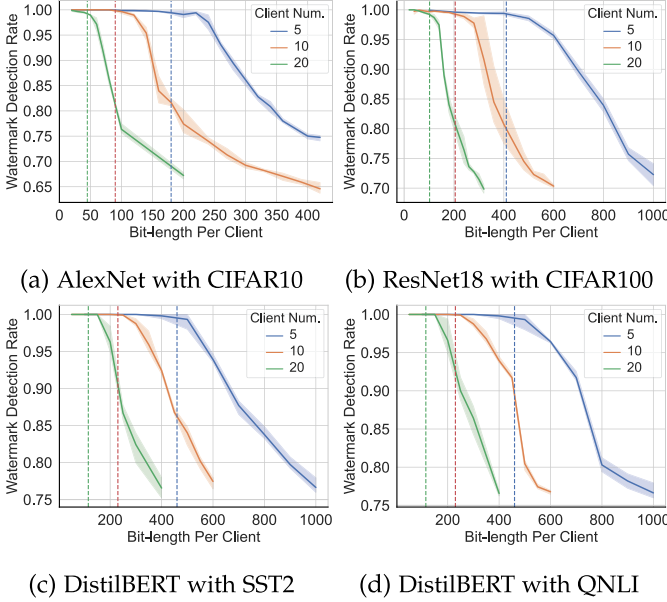 Client Num.
5
10
20
1.00
0.95
0.90
0.85
0.80
0.75
0.70
0.65
Watermark Detection Rate
0 50 100 150 200 250 300 350 400
Bit-length Per Client
(a) AlexNet with CIFAR10
Client Num.
5
10
20
1.00
0.95
0.90
0.85
0.80
0.75
0.70
Watermark Detection Rate
0 200 400 600 800 1000
Bit-length Per Client
(b) ResNet18 with CIFAR100
Client Num.
5
10
20
1.00
0.95
0.90
0.85
0.80
0.75
Watermark Detection Rate
200 400 600 800 1000
Bit-length Per Client
(c) DistilBERT with SST2
Client Num.
5
10
20
1.00
0.95
0.90
0.85
0.80
0.75
Watermark Detection Rate
200 400 600 800 1000
Bit-length Per Client
(d) DistilBERT with QNLI